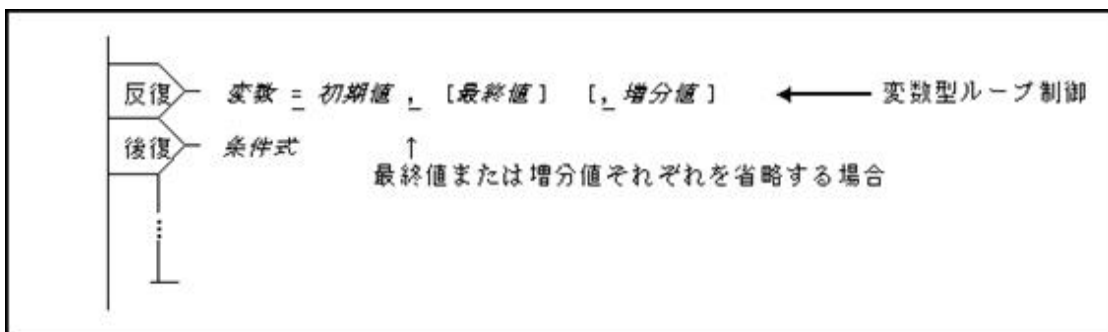 反復 変数 = 初期値 , [最終値] [, 増分値] ← 変数型ループ制御
後復 条件式 ↑
最終値または増分値それぞれを省略する場合